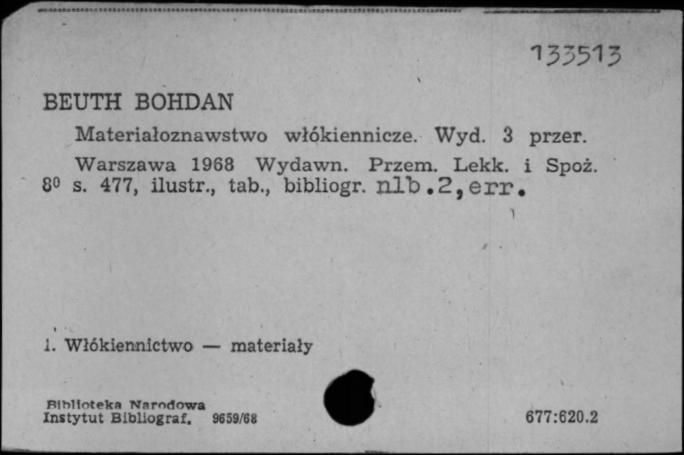 133513
BEUTH BOHDAN
Materiałoznawstwo włókiennicze. Wyd. 3 przer.
Warszawa 1968 Wydawn. Przem. Lekk. i Spoż.
8⁰ s. 477, ilustr., tab., bibliogr. nlb.2,err.
1. Włókiennictwo — materiały
Biblioteka Narodowa
Instytut Bibliograf. 9659/68
677:620.2